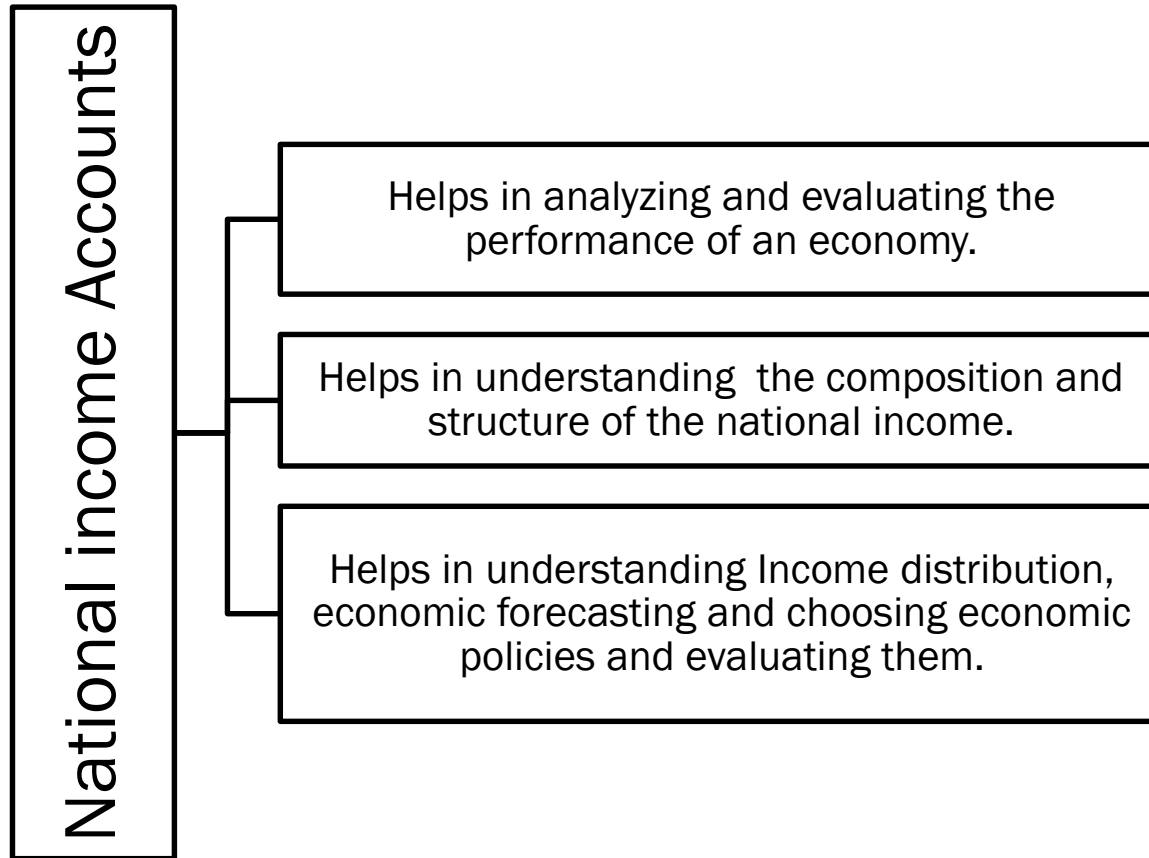 National income Accounts
Helps in analyzing and evaluating the
performance of an economy.
Helps in understanding  the composition and
structure of the national income.
Helps in understanding Income distribution,
economic forecasting and choosing economic
policies and evaluating them.